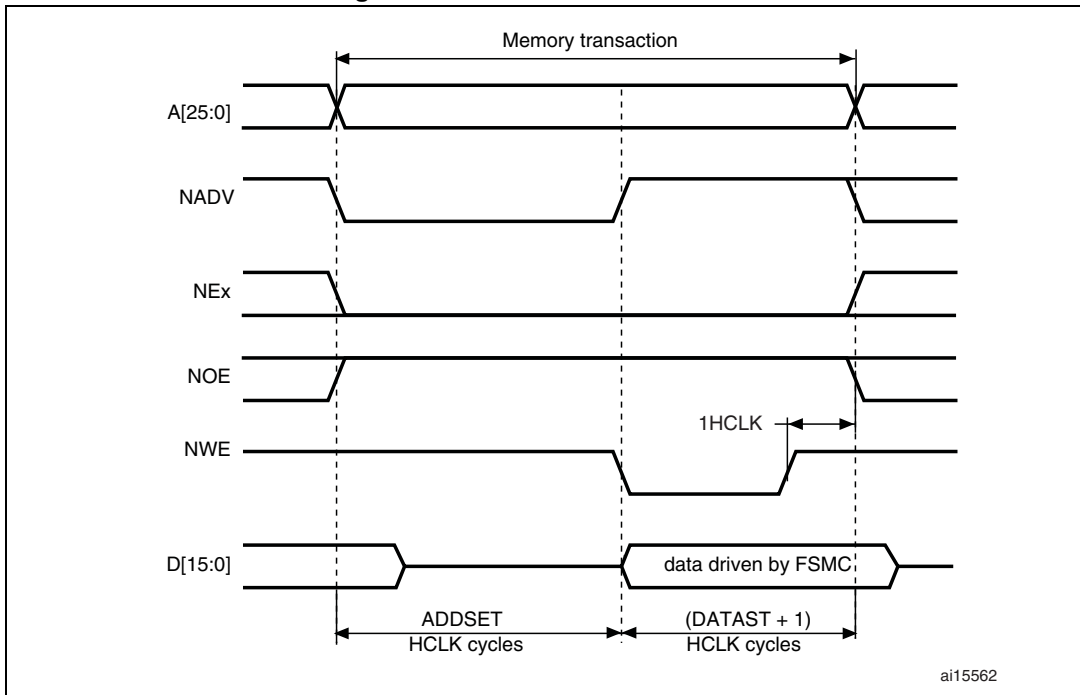 Memory transaction
A[25:0]
NADV
NEx
NOE
1HCLK
NWE
D[15:0]
data driven by FSMC
ADDSET
HCLK cycles
(DATAST + 1)
HCLK cycles
ai15562